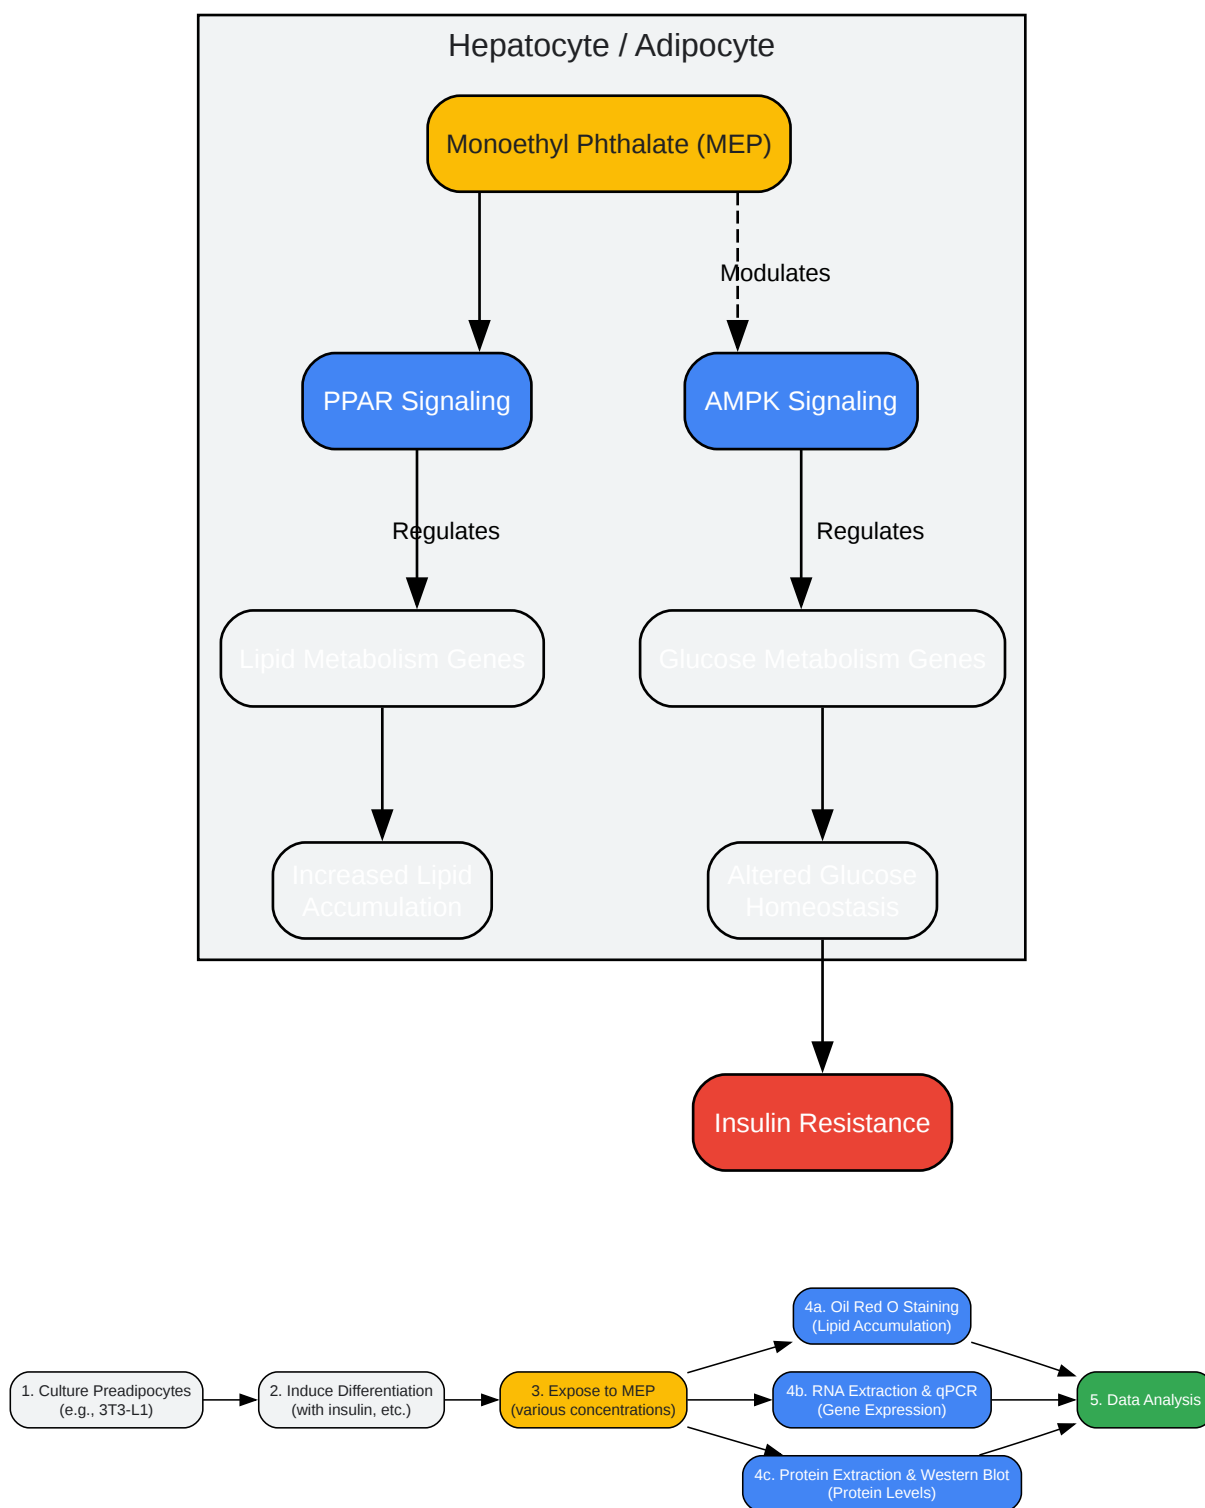 Hepatocyte / Adipocyte
Monoethyl Phthalate (MEP)
Modulates
PPAR Signaling
AMPK Signaling
Regulates
Regulates
Lipid Metabolism Genes
Glucose Metabolism Genes
Increased Lipid
Accumulation
Altered Glucose
Homeostasis
Insulin Resistance
1. Culture Preadipocytes
(e.g., 3T3-L1)
2. Induce Differentiation
(with insulin, etc.)
3. Expose to MEP
(various concentrations)
4a. Oil Red O Staining
(Lipid Accumulation)
4b. RNA Extraction & qPCR
(Gene Expression)
4c. Protein Extraction & Western Blot
(Protein Levels)
5. Data Analysis